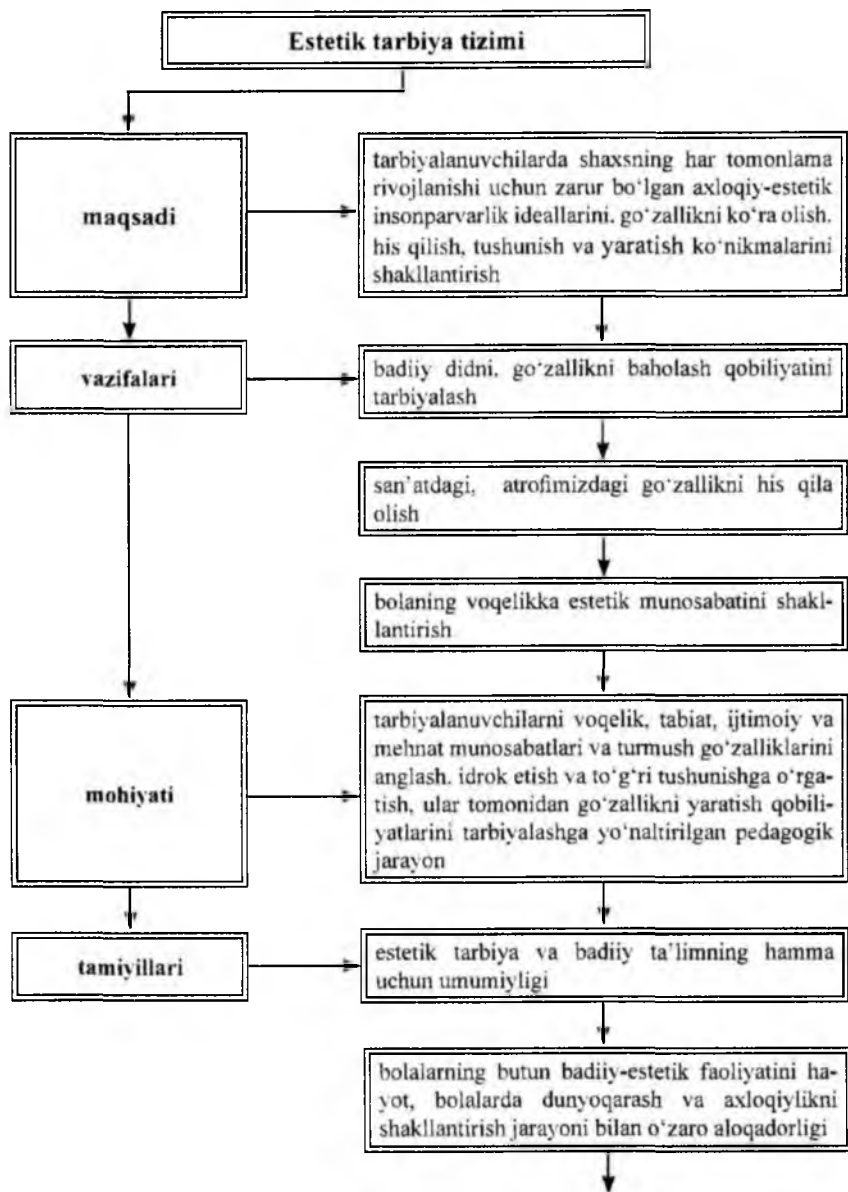 Estetik tarbiya tizimi
maqsadi
tarbiyalanuvchilarda shaxsning har tomonlama
rivojlanishi uchun zarur bo‘lgan axloqiy-estetik
insonparvarlik ideallarini. go‘zallikni ko‘ra olish.
his qilish, tushunish va yaratish ko‘nikmalarini
shakllantirish
vazifalari
badiiy didni, go‘zallikni baholash qobiliyatini
tarbiyalash
san’atdagi, atrofimizdagi go‘zallikni his qila
olish
bolaning voqelikka estetik munosabatini shakl-
lantirish
mohiyati
tarbiyalanuvchilarni voqelik, tabiat, ijtimoiy va
mehnat munosabatlari va turmush go‘zalliklarini
anglash. idrok etish va to‘g‘ri tushunishga o‘rga-
tish, ular tomonidan go‘zallikni yaratish qobili-
yatlarini tarbiyalashga yo‘naltirilgan pedagogik
jarayon
tamiyillari
estetik tarbiya va badiiy ta’limning hamma
uchun umumiyligi
bolalarning butun badiiy-estetik faoliyatini ha-
yot, bolalarda dunyoqarash va axloqiylikni
shakllantirish jarayoni bilan o‘zaro aloqadorligi